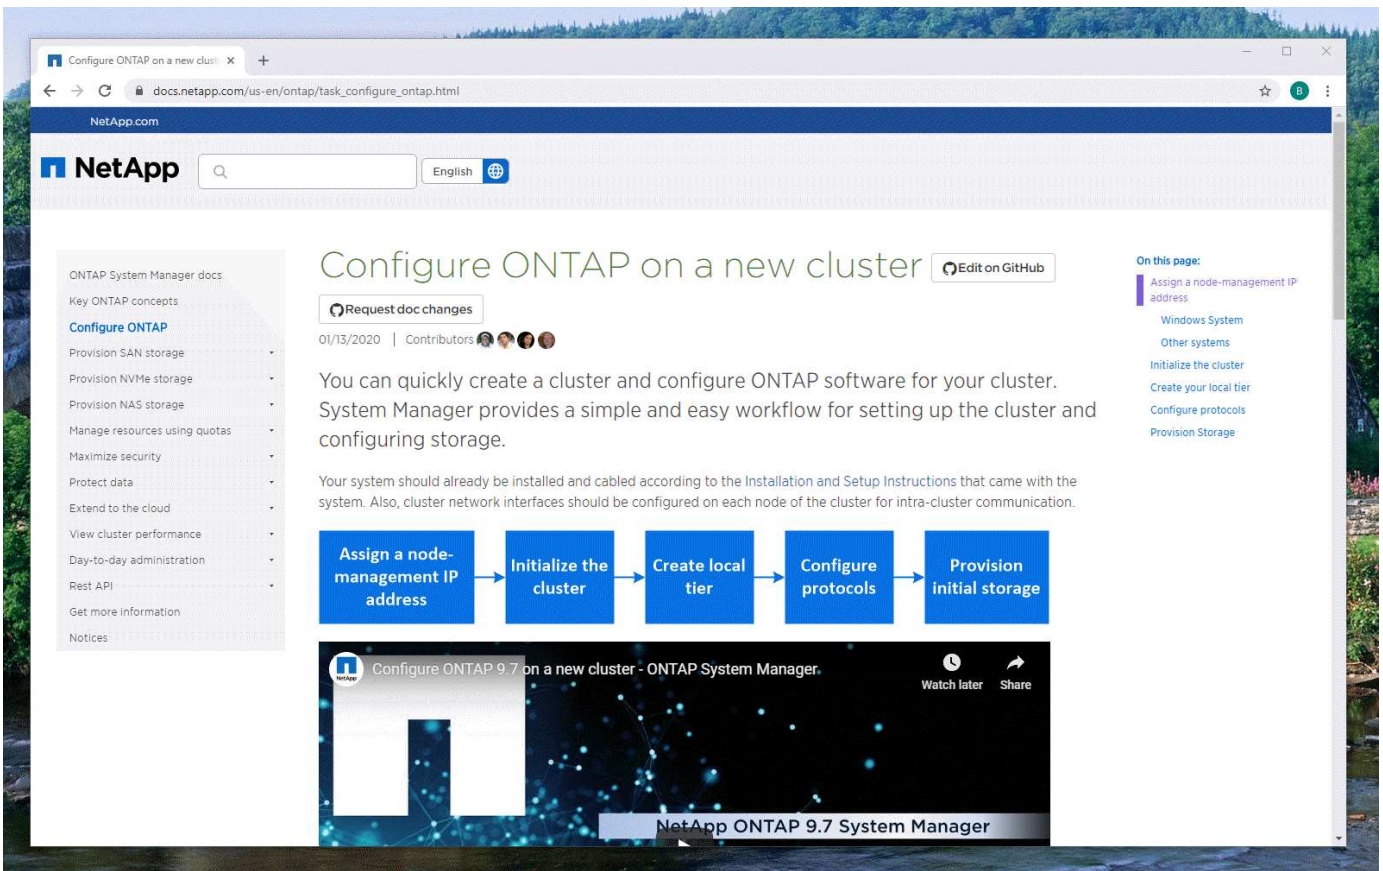 Configure ONTAP on a new clust
docs.netapp.com/us-en/ontap/task_configure_ontap.html
B
NetApp.com
NetApp
English
ONTAP System Manager docs
Key ONTAP concepts
Configure ONTAP
Provision SAN storage
Provision NVMe storage
Provision NAS storage
Manage resources using quotas
Maximize security
Protect data
Extend to the cloud
View cluster performance
Day-to-day administration
Rest API
Get more information
Notices
Configure ONTAP on a new cluster
Edit on GitHub
Request doc changes
01/13/2020 | Contributors
You can quickly create a cluster and configure ONTAP software for your cluster.
System Manager provides a simple and easy workflow for setting up the cluster and
configuring storage.
Your system should already be installed and cabled according to the Installation and Setup Instructions that came with the
system. Also, cluster network interfaces should be configured on each node of the cluster for intra-cluster communication.
Assign a node-
management IP
address
Initialize the
cluster
Create local
tier
Configure
protocols
Provision
initial storage
NetApp
Configure ONTAP 9.7 on a new cluster - ONTAP System Manager
Watch later
Share
NetApp ONTAP 9.7 System Manager
On this page:
Assign a node-management IP
address
Windows System
Other systems
Initialize the cluster
Create your local tier
Configure protocols
Provision Storage